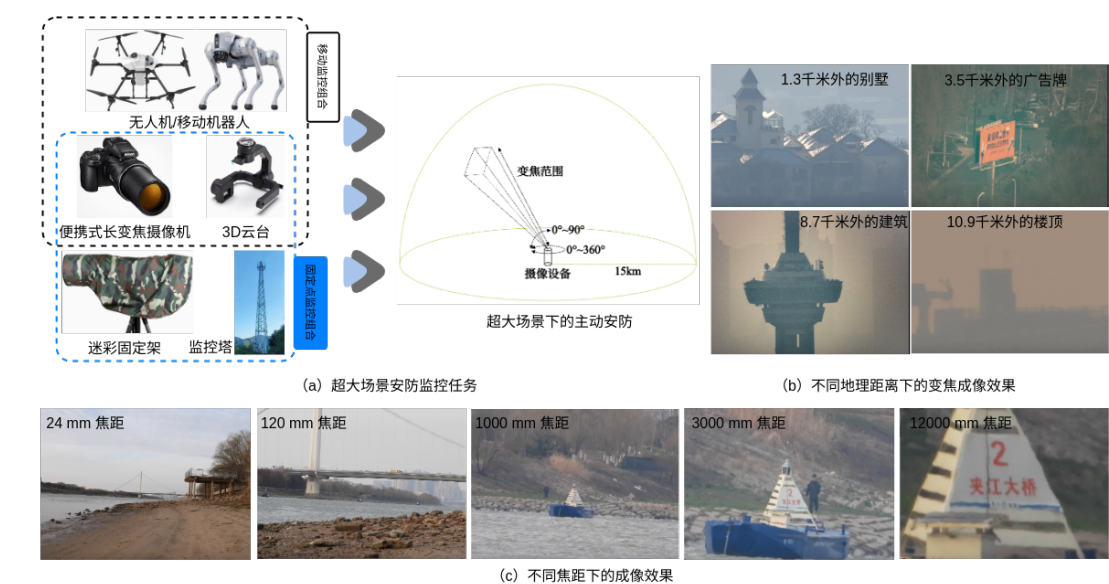 移动监控组合
无人机/移动机器人
便携式长变焦摄像机
3D云台
固定点监控组合
迷彩固定架
监控塔
变焦范围
0°~90°
0°~360°
摄像设备
15km
超大场景下的主动安防
(a) 超大场景安防监控任务
1.3千米外的别墅
3.5千米外的广告牌
8.7千米外的建筑
10.9千米外的楼顶
(b) 不同地理距离下的变焦成像效果
24 mm 焦距
120 mm 焦距
1000 mm 焦距
3000 mm 焦距
2
12000 mm 焦距
2
夹江大桥
(c) 不同焦距下的成像效果